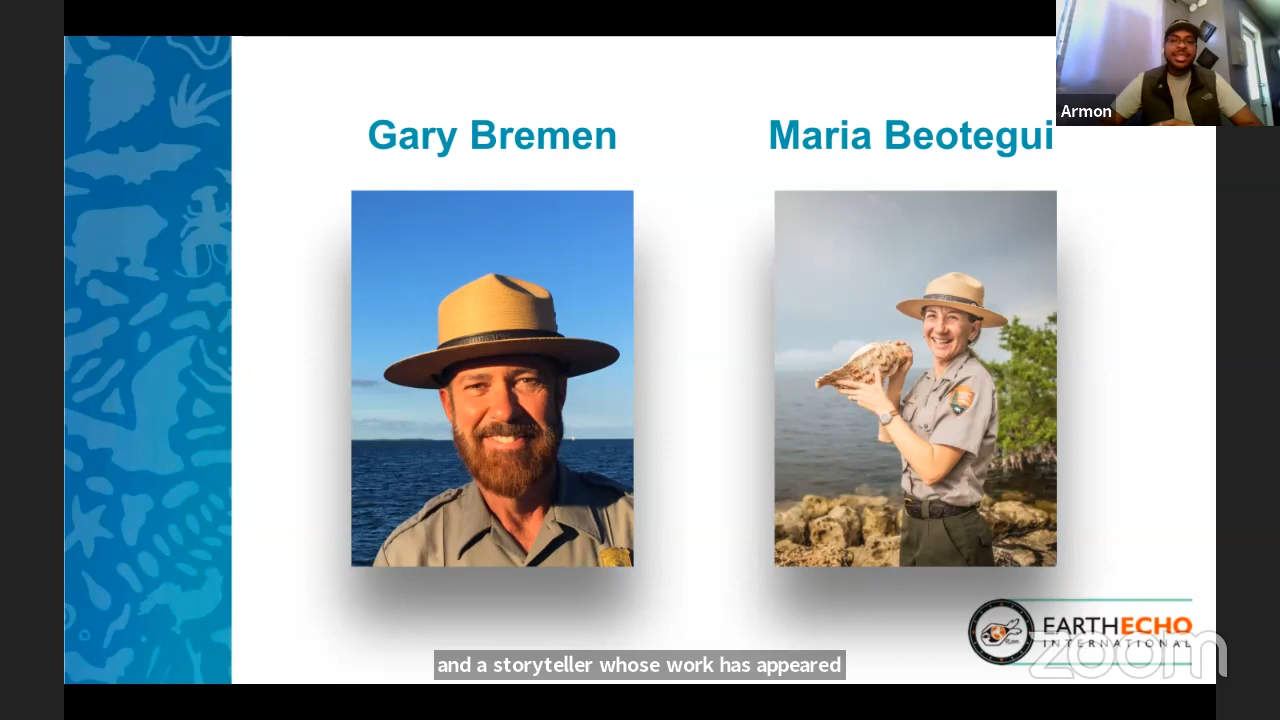 Armon
Gary Bremen
Maria Beotegui
EARTHECHO
INTERNATIONAL
zoom
and a storyteller whose work has appeared